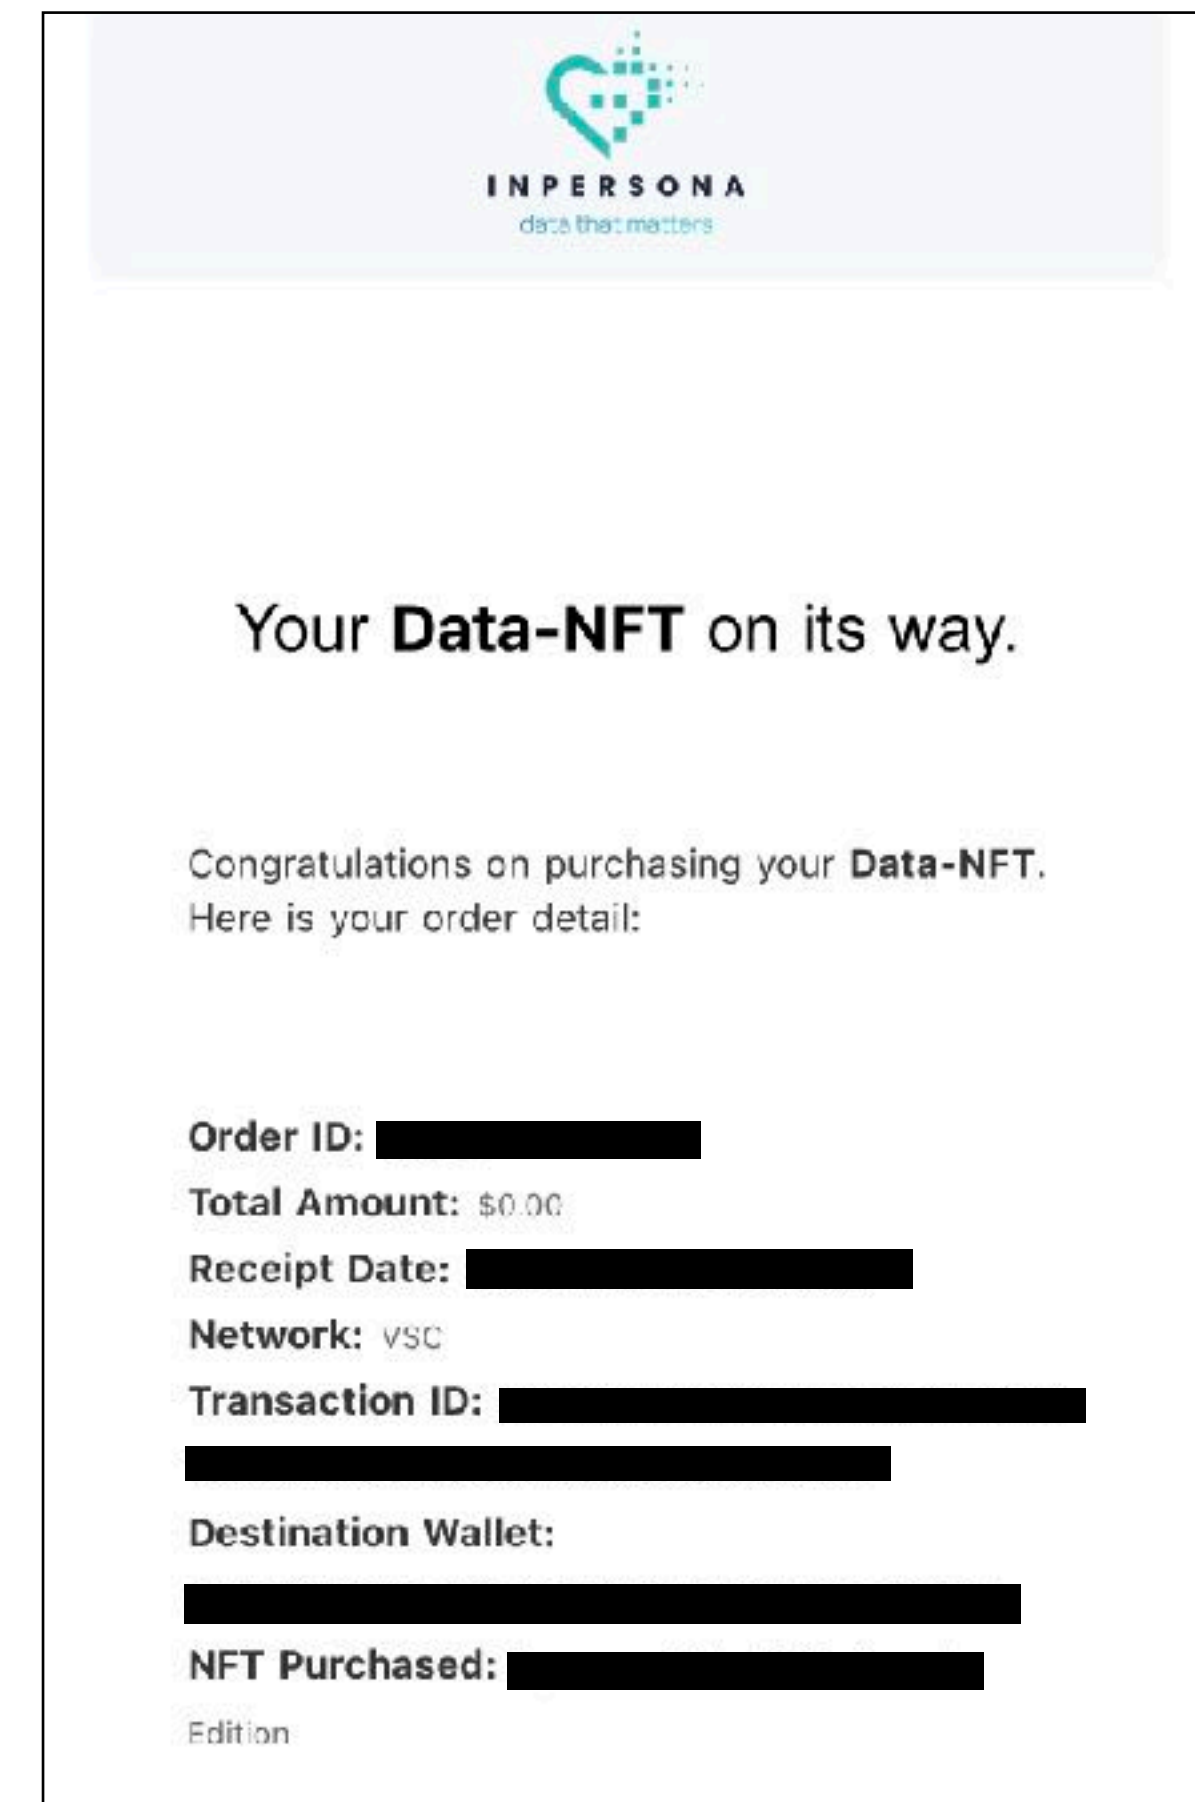 INPERSONA
data that matters
Your Data-NFT on its way.
Congratulations on purchasing your Data-NFT.
Here is your order detail:
Order ID:
Total Amount: $0.00
Receipt Date:
Network: VSC
Transaction ID:
Destination Wallet:
NFT Purchased:
Edition